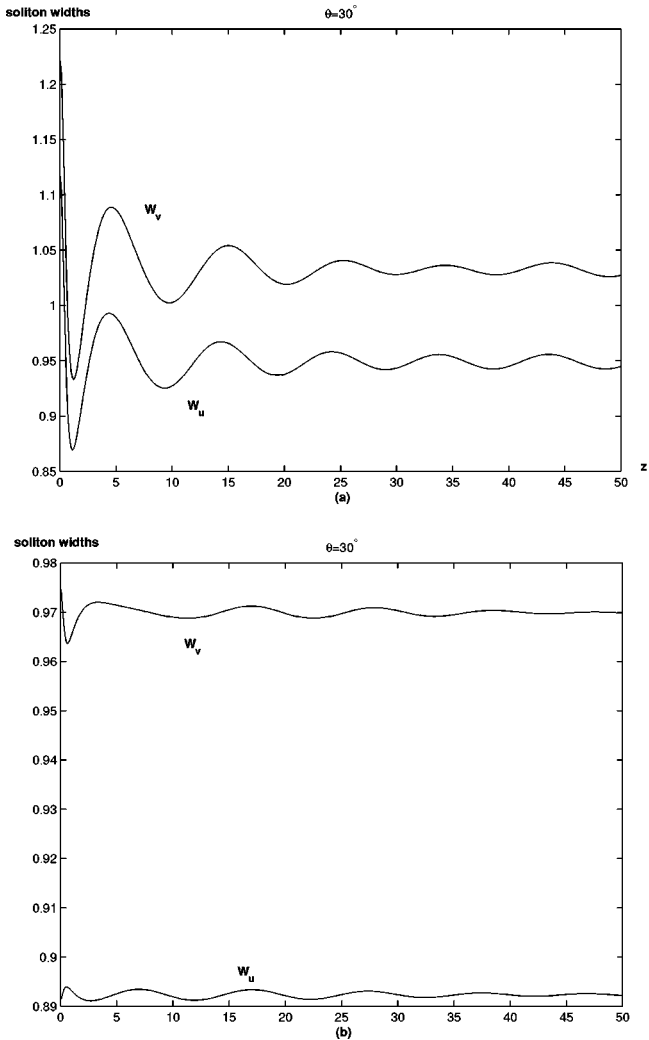 soliton widths
θ=30°
1.25
1.2
1.15
1.1
1.05
1
0.95
0.9
0.85
W_v
W_u
0 5 10 15 20 25 30 35 40 45 50
z
(a)
soliton widths
θ=30°
0.98
0.97
0.96
0.95
0.94
0.93
0.92
0.91
0.9
0.89
W_v
W_u
0 5 10 15 20 25 30 35 40 45 50
(b)